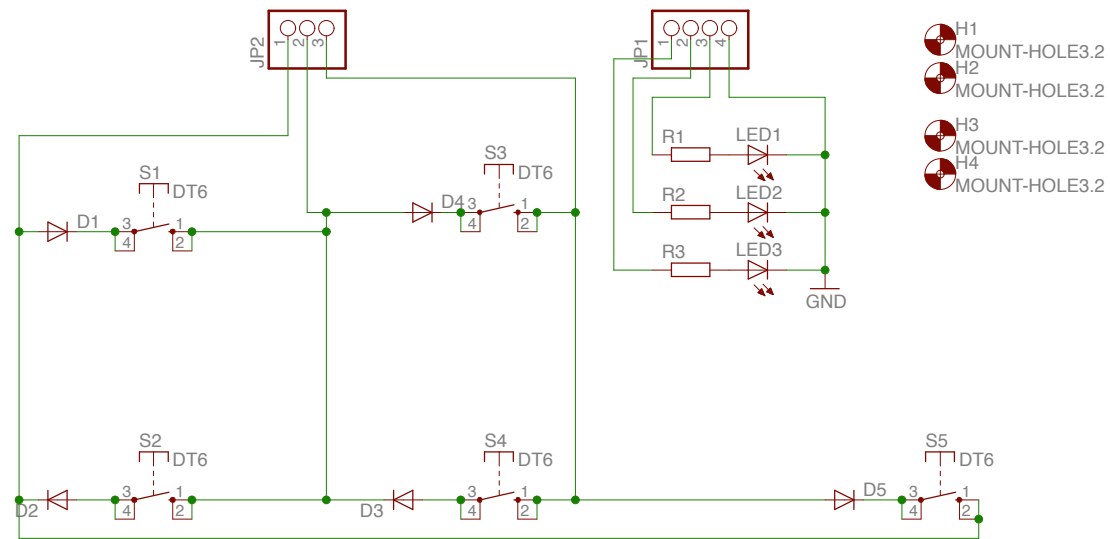 JP2
1
2
3
JP1
1
2
3
4
H1
MOUNT-HOLE3.2
H2
MOUNT-HOLE3.2
H3
MOUNT-HOLE3.2
H4
MOUNT-HOLE3.2
R1
LED1
R2
LED2
R3
LED3
GND
S1
DT6
D1
3
1
4
2
S3
DT6
D4
3
1
4
2
S2
DT6
D2
3
1
4
2
S4
DT6
D3
3
1
4
2
S5
DT6
D5
3
1
4
2